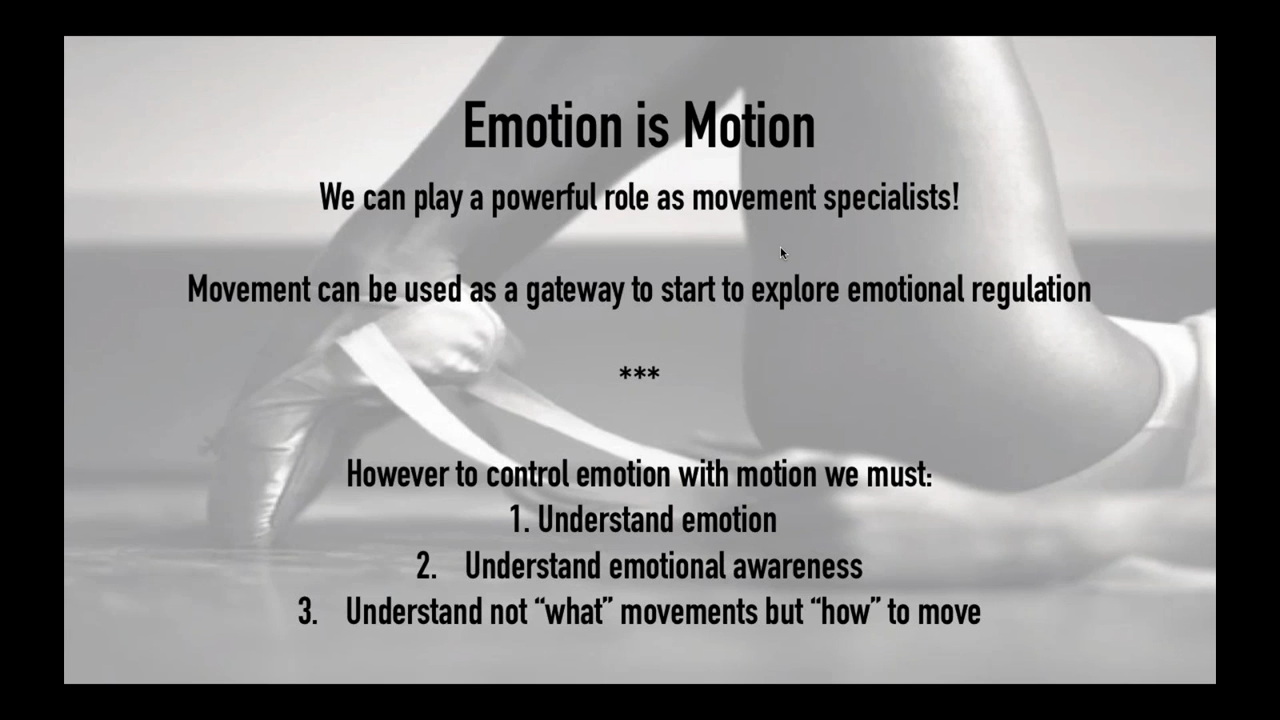 Emotion is Motion
We can play a powerful role as movement specialists!
Movement can be used as a gateway to start to explore emotional regulation
***
However to control emotion with motion we must:
1. Understand emotion
2. Understand emotional awareness
3. Understand not “what” movements but “how” to move